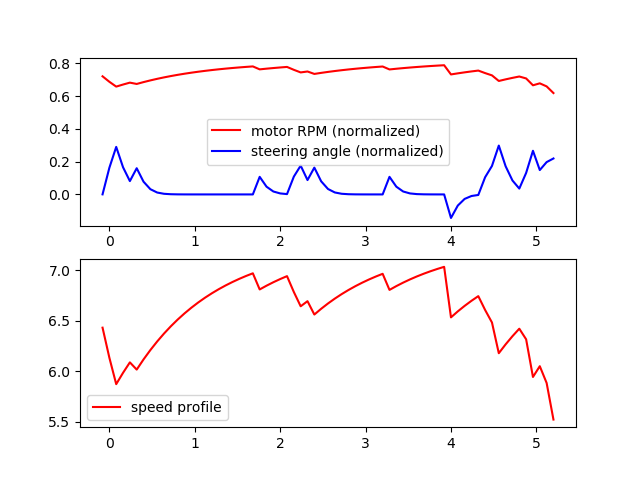 0.8
0.6
0.4
0.2
0.0
motor RPM (normalized)
steering angle (normalized)
0 1 2 3 4 5
7.0
6.5
6.0
5.5
speed profile
0 1 2 3 4 5